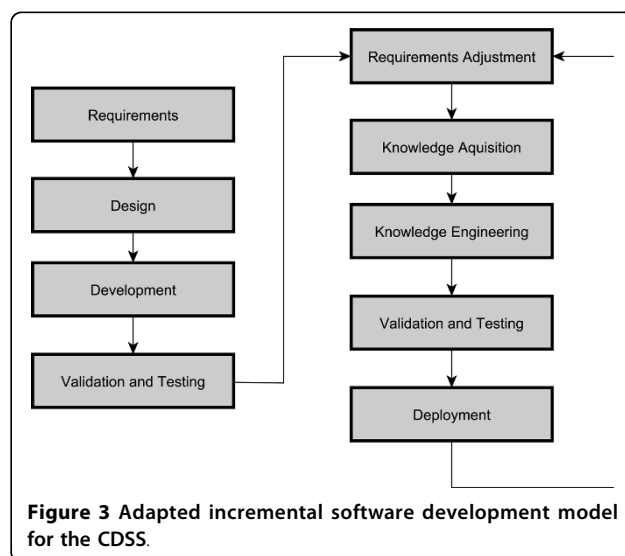 Requirements
Design
Development
Validation and Testing
Requirements Adjustment
Knowledge Aquisition
Knowledge Engineering
Validation and Testing
Deployment
Figure 3 Adapted incremental software development model
for the CDSS.